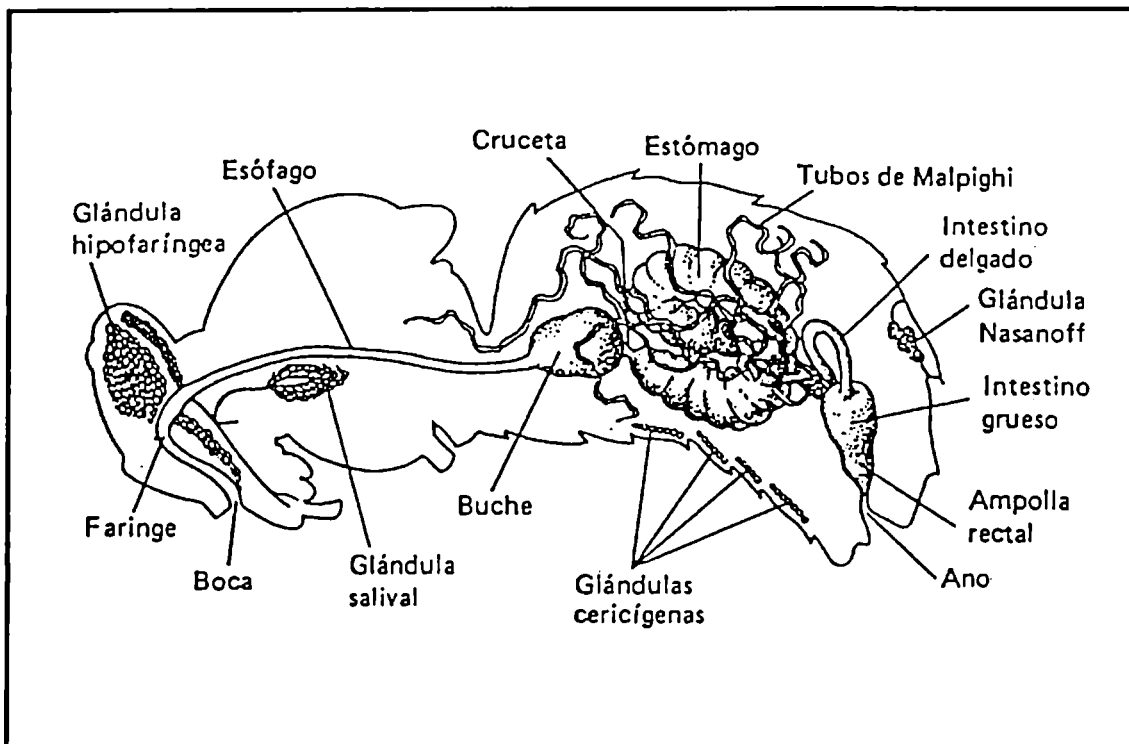 Cruceta
Estómago
Esófago
Tubos de Malpighi
Glándula
hipofaríngea
Intestino
delgado
Glándula
Nasanoff
Intestino
grueso
Buche
Ampolla
rectal
Faringe
Glándula
salival
Boca
Glándulas
cericígenas
Ano